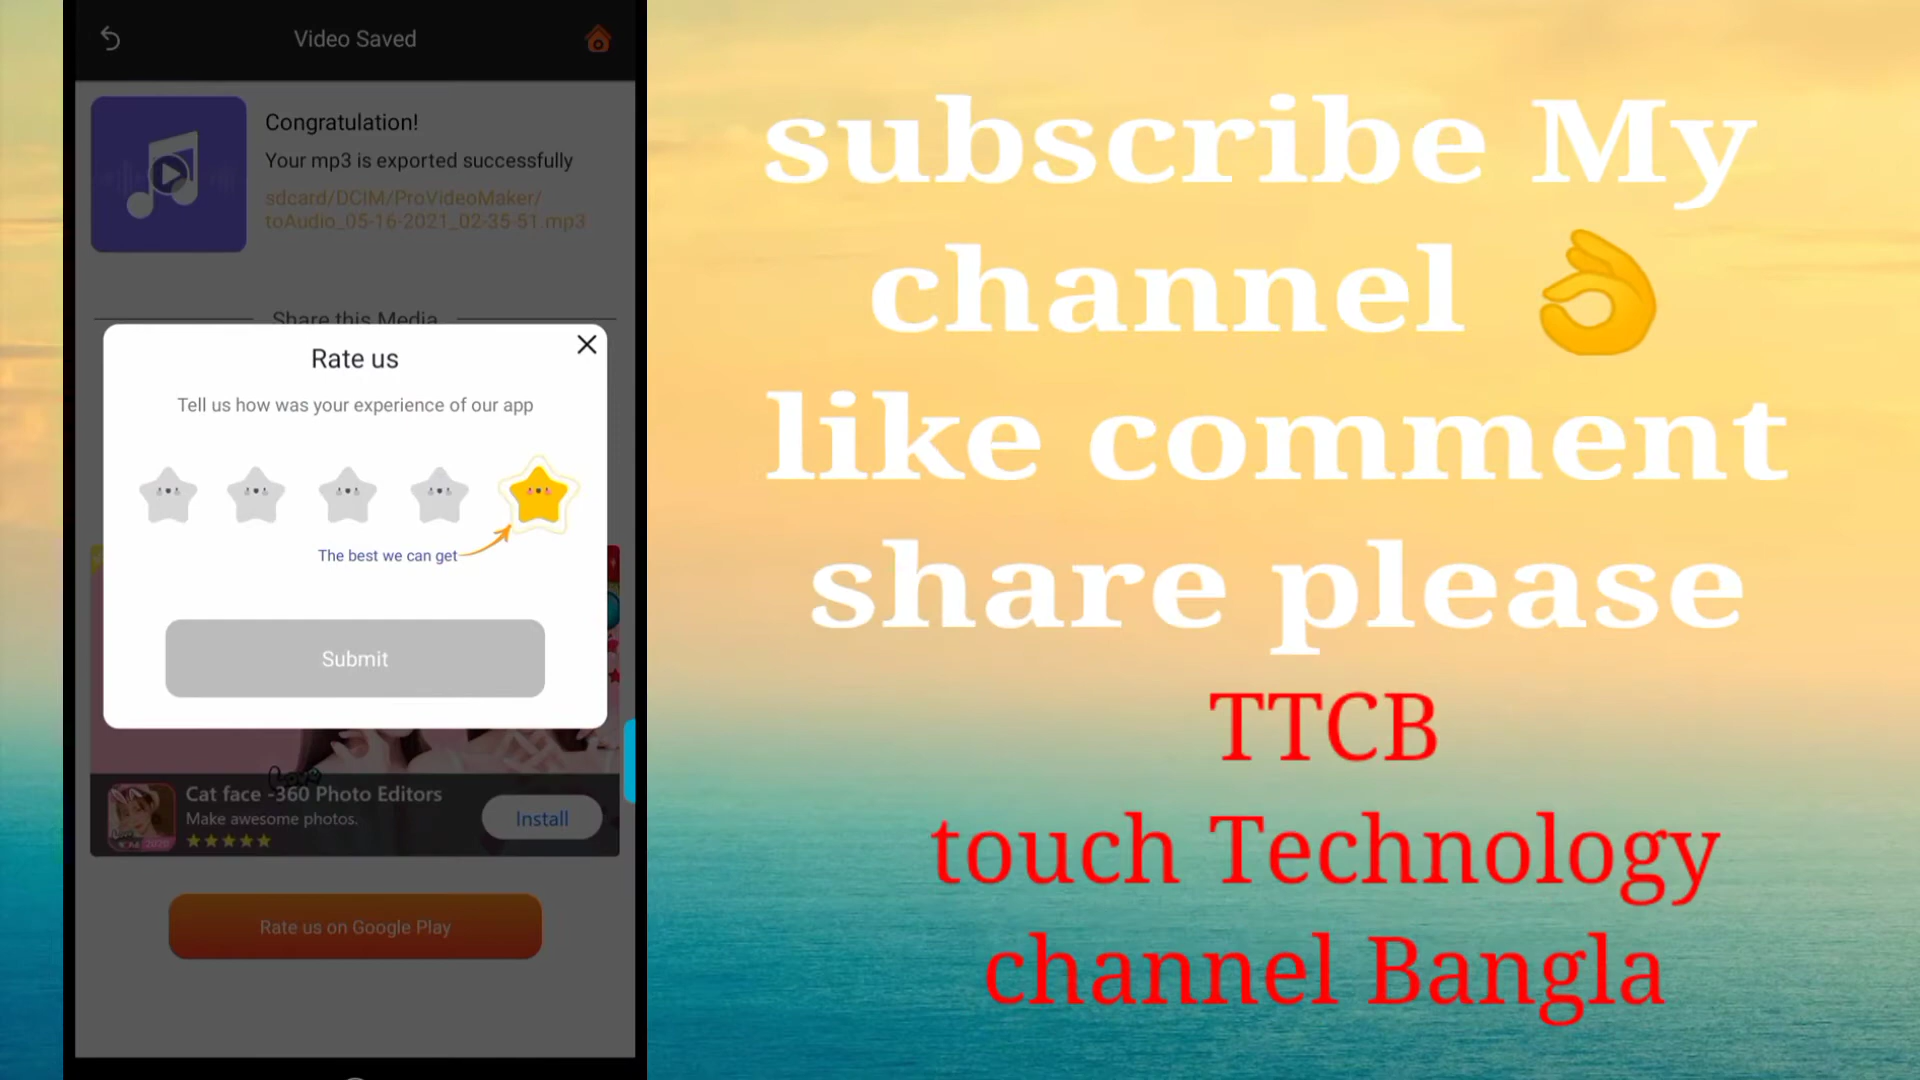 Video Saved
Congratulation!
Your mp3 is exported successfully
sdcard/DCIM/ProVideoMaker/
toAudio_05-16-2021_02-35-51.mp3
Share this Media
Rate us
Tell us how was your experience of our app
The best we can get
Submit
Love
Cat face -360 Photo Editors
Make awesome photos.
Install
Rate us on Google Play
subscribe My
channel 👌
like comment
share please
TTCB
touch Technology
channel Bangla